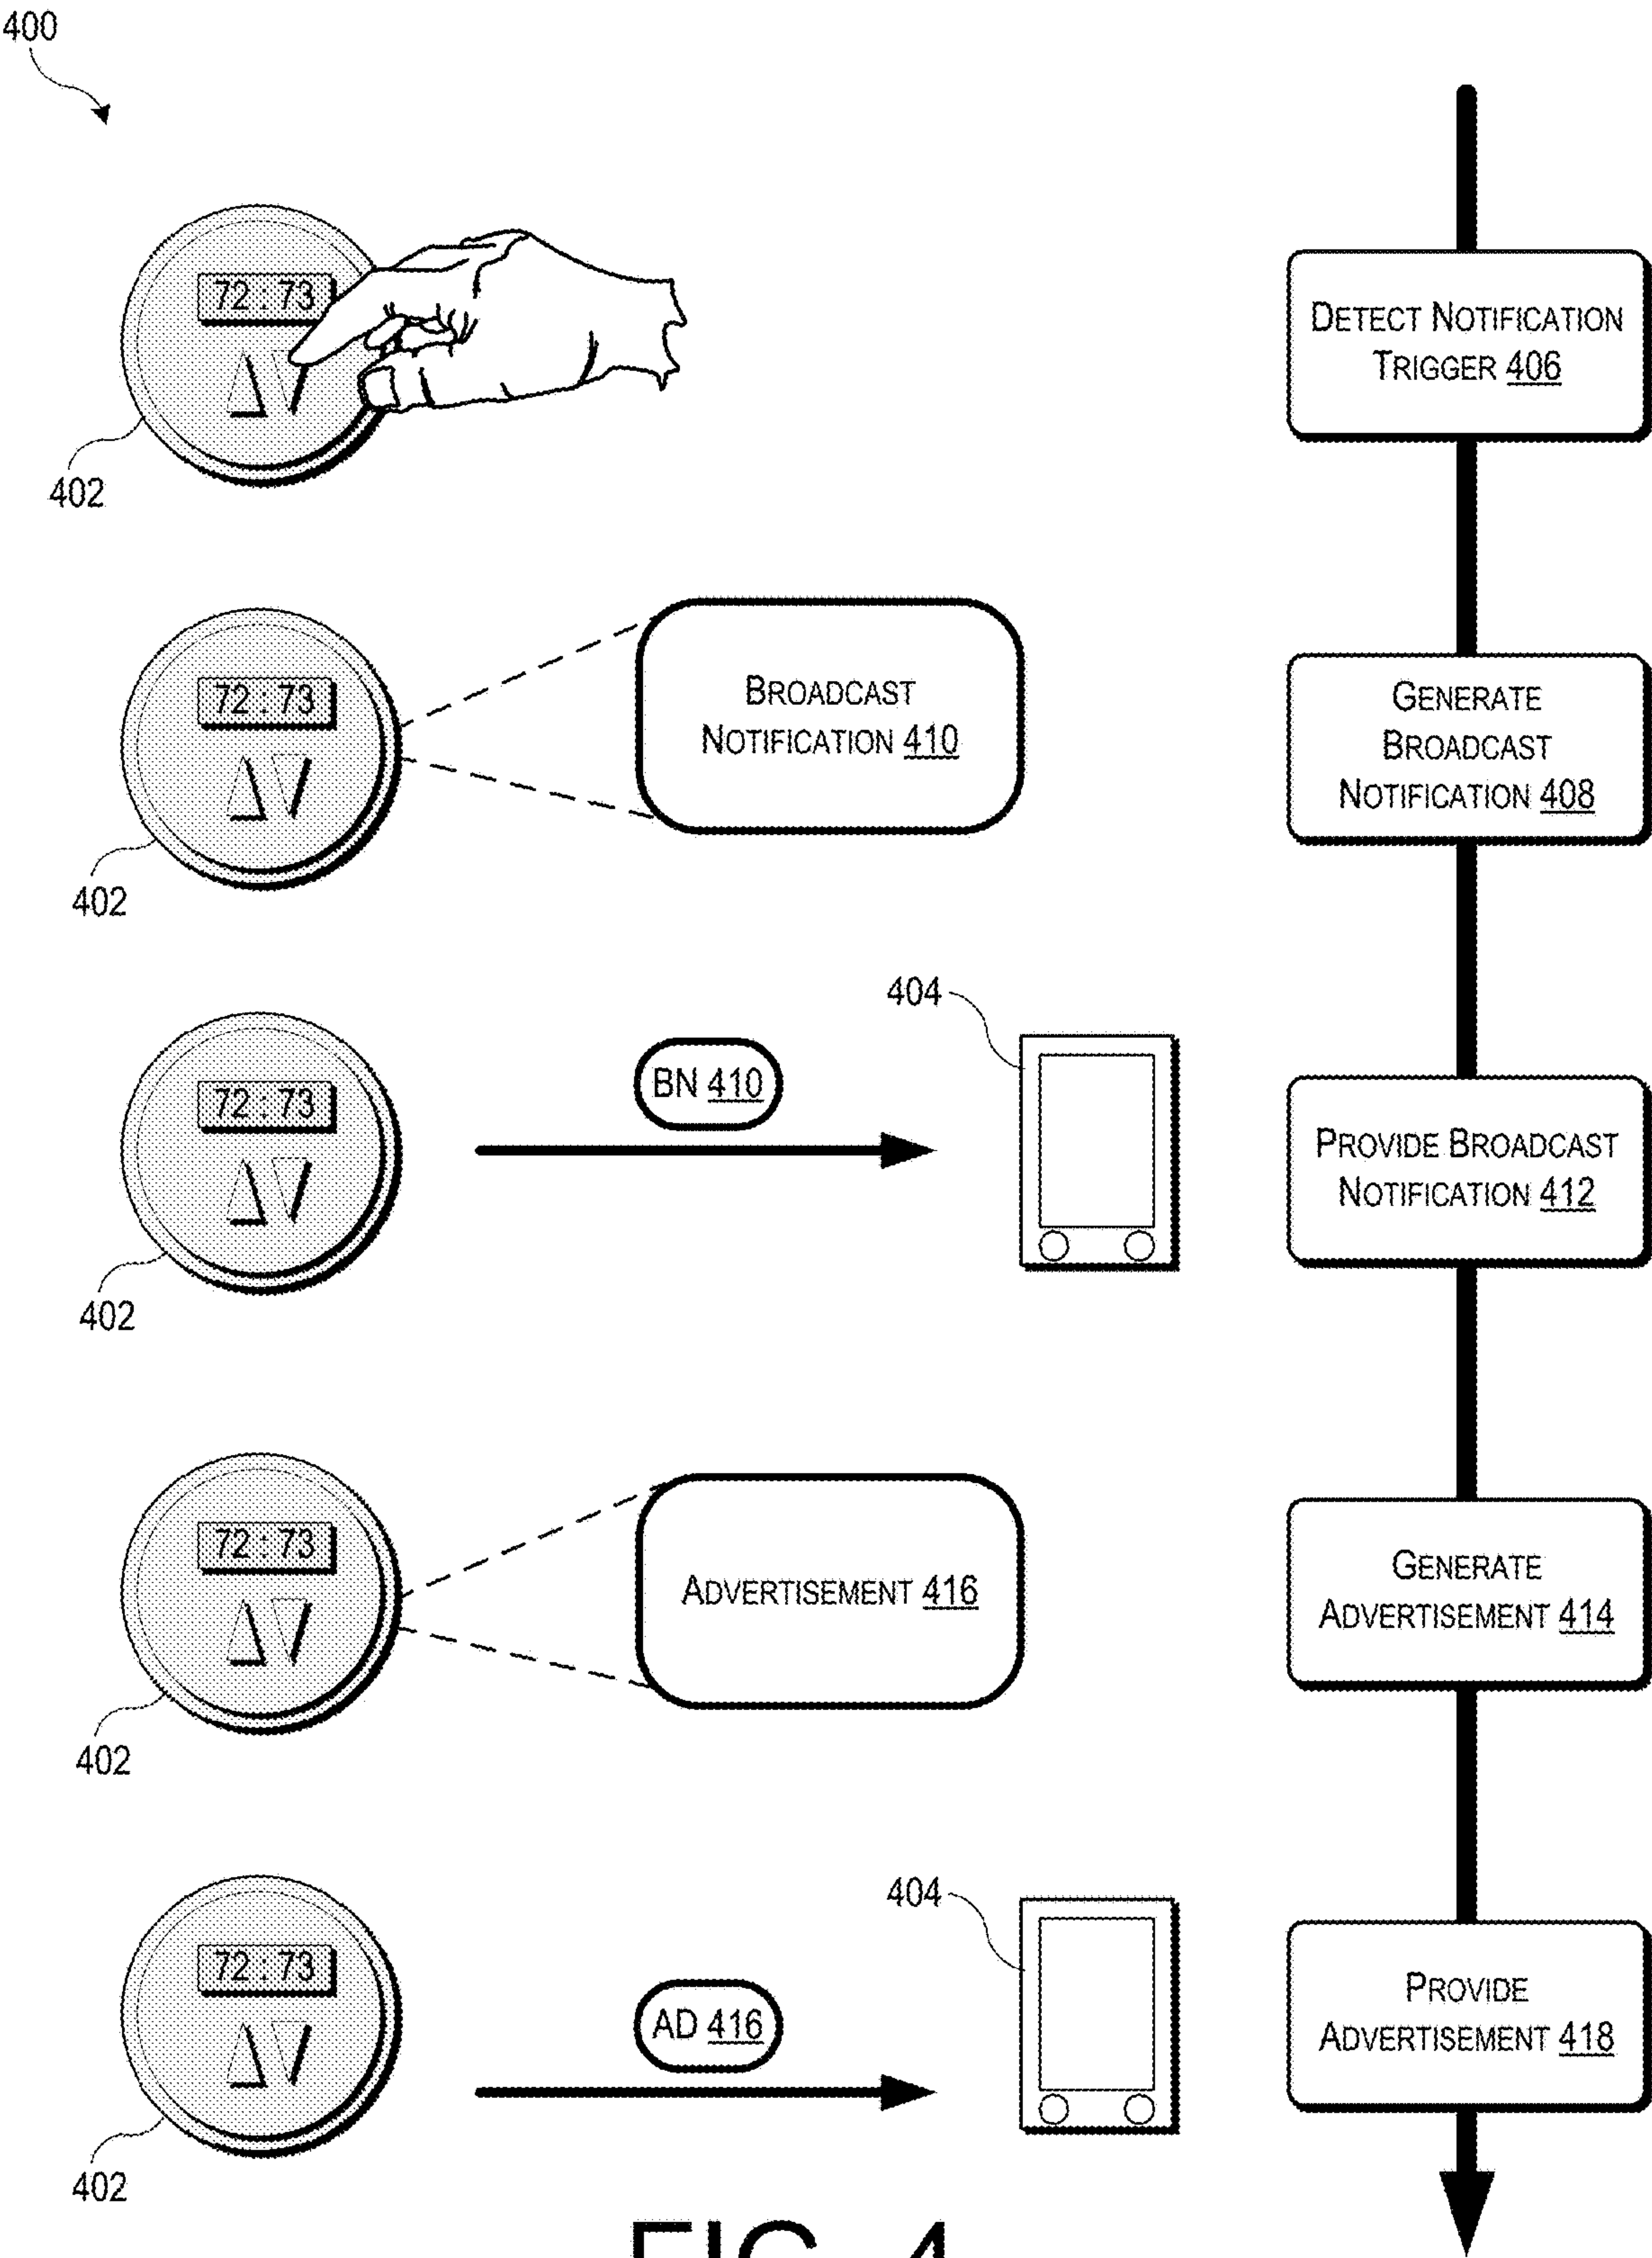 400
72 : 73
402
DETECT NOTIFICATION
TRIGGER 406
72 : 73
402
BROADCAST
NOTIFICATION 410
GENERATE
BROADCAST
NOTIFICATION 408
72 : 73
402
BN 410
404
PROVIDE BROADCAST
NOTIFICATION 412
72 : 73
402
ADVERTISEMENT 416
GENERATE
ADVERTISEMENT 414
72 : 73
402
AD 416
404
PROVIDE
ADVERTISEMENT 418
FIG. 4